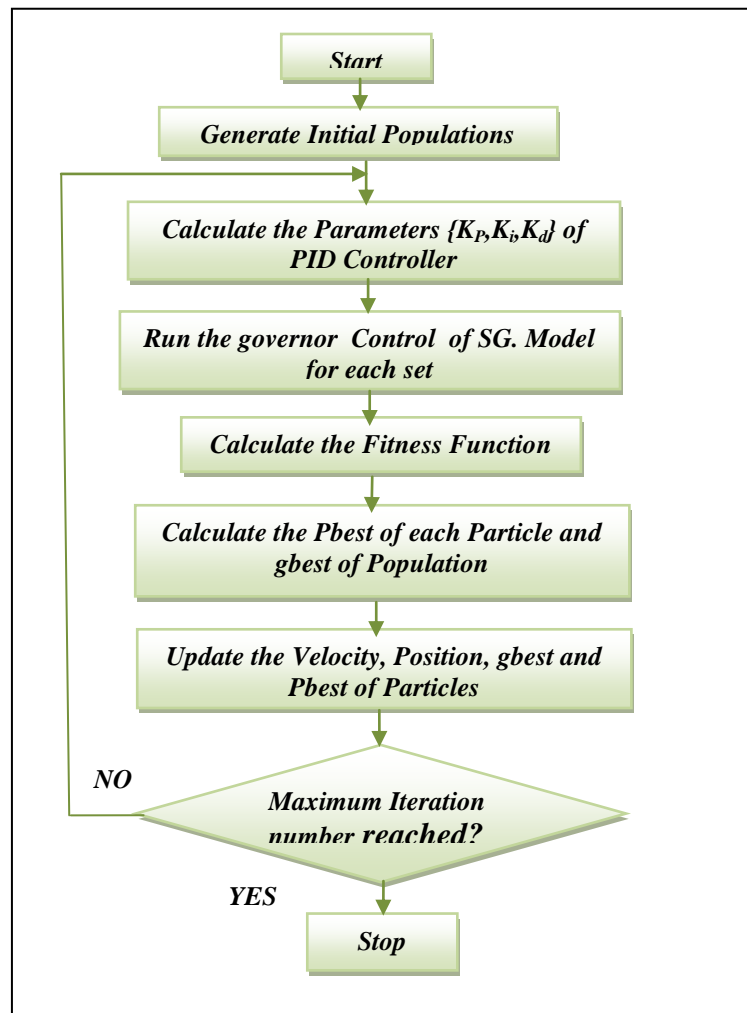 Start
Generate Initial Populations
Calculate the Parameters {KP,Ki,Kd} of
PID Controller
Run the governor Control of SG. Model
for each set
Calculate the Fitness Function
Calculate the Pbest of each Particle and
gbest of Population
Update the Velocity, Position, gbest and
Pbest of Particles
NO
Maximum Iteration
number reached?
YES
Stop